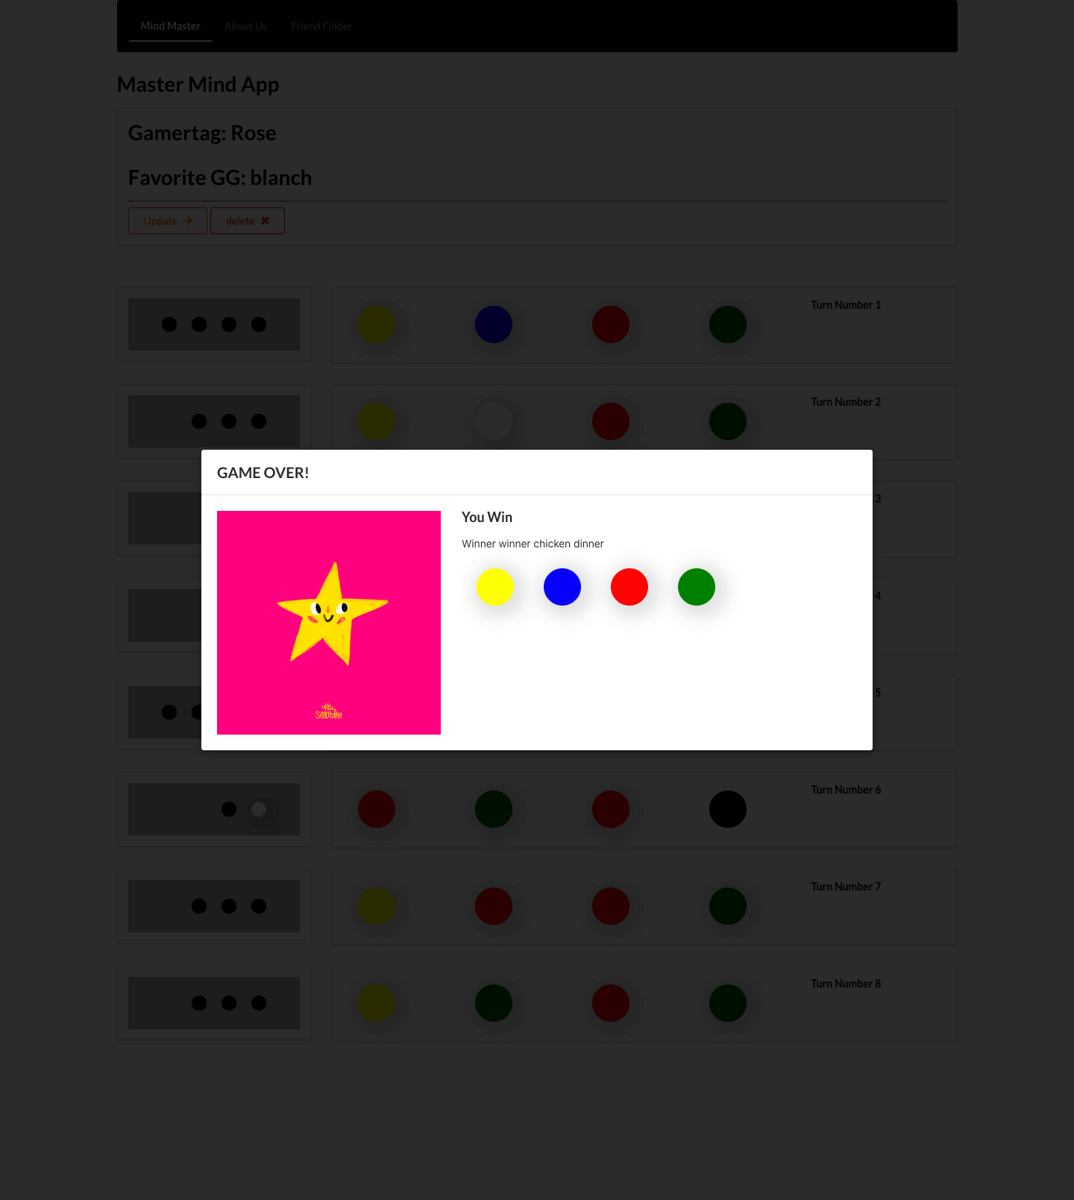 Mind Master
About Us
Friend Finder
Master Mind App
Gamertag: Rose
Favorite GG: blanch
Update
delete
Turn Number 1
Turn Number 2
GAME OVER!
3
You Win
Winner winner chicken dinner
4
5
Turn Number 6
Turn Number 7
Turn Number 8